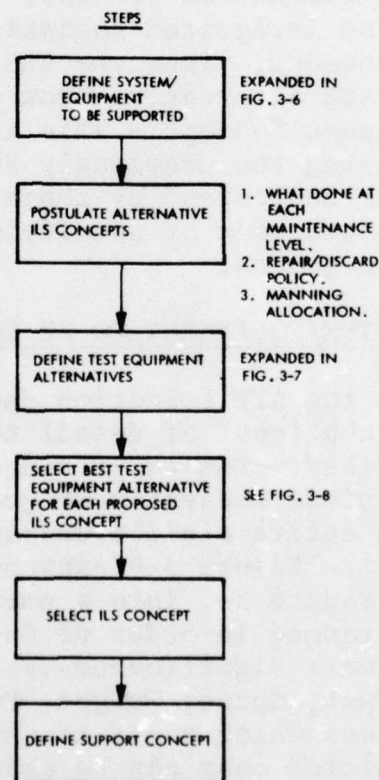 STEPS
DEFINE SYSTEM/
EQUIPMENT
TO BE SUPPORTED
EXPANDED IN
FIG. 3-6
POSTULATE ALTERNATIVE
ILS CONCEPTS
1. WHAT DONE AT
EACH
MAINTENANCE
LEVEL.
2. REPAIR/DISCARD
POLICY.
3. MANNING
ALLOCATION.
DEFINE TEST EQUIPMENT
ALTERNATIVES
EXPANDED IN
FIG. 3-7
SELECT BEST TEST
EQUIPMENT ALTERNATIVE
FOR EACH PROPOSED
ILS CONCEPT
SEE FIG. 3-8
SELECT ILS CONCEPT
DEFINE SUPPORT CONCEPT